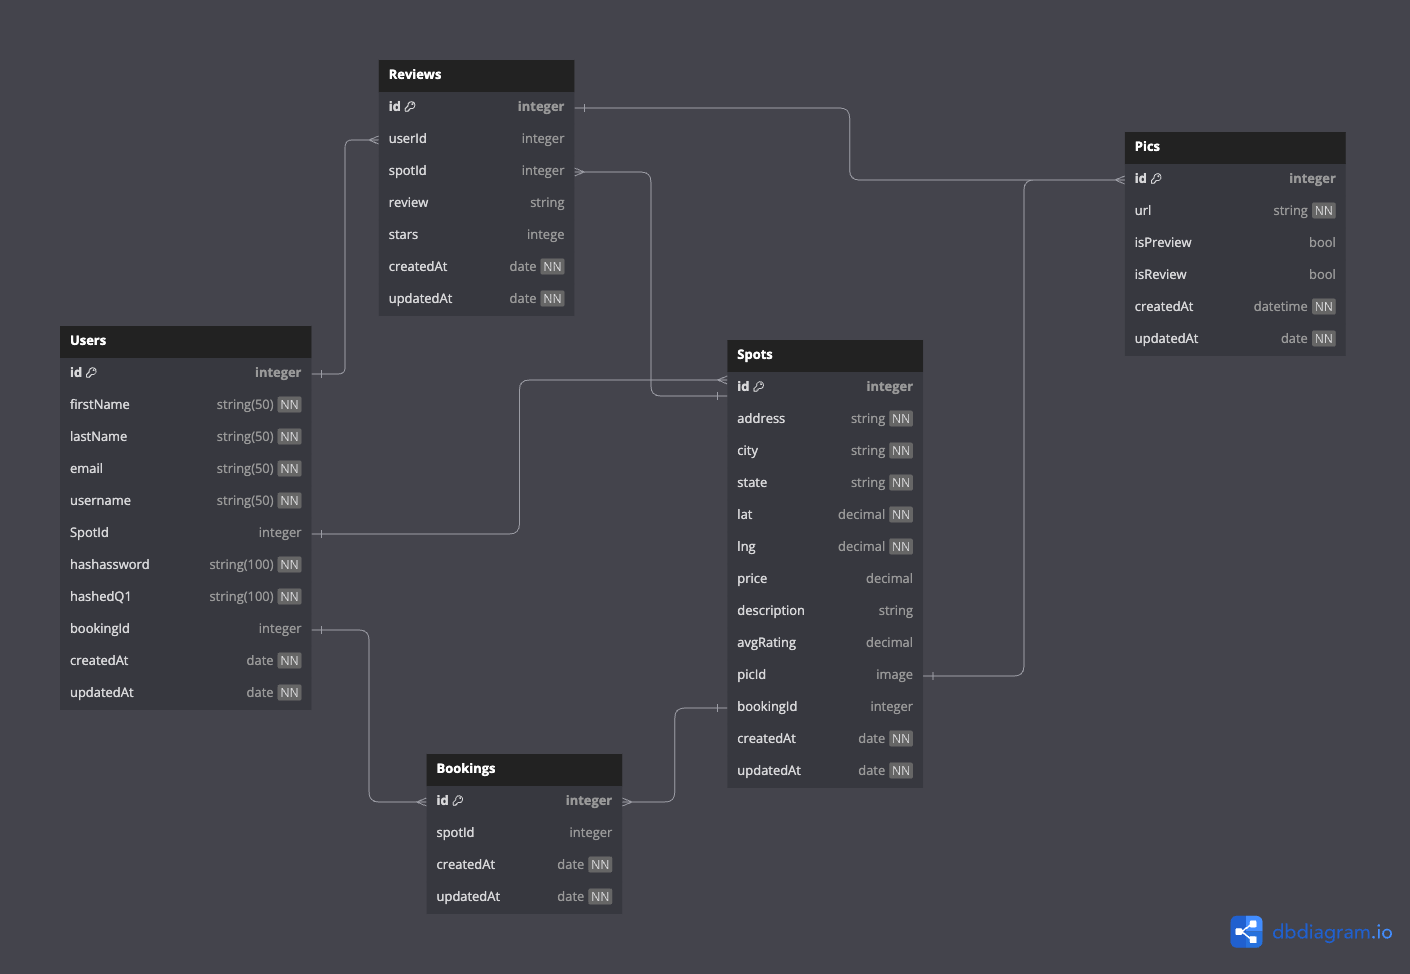 Reviews
id integer
userId integer
spotId integer
review string
stars intege
createdAt date NN
updatedAt date NN
Pics
id integer
url string NN
isPreview bool
isReview bool
createdAt datetime NN
updatedAt date NN
Users
id integer
firstName string(50) NN
lastName string(50) NN
email string(50) NN
username string(50) NN
SpotId integer
hashassword string(100) NN
hashedQ1 string(100) NN
bookingId integer
createdAt date NN
updatedAt date NN
Spots
id integer
address string NN
city string NN
state string NN
lat decimal NN
lng decimal NN
price decimal
description string
avgRating decimal
picId image
bookingId integer
createdAt date NN
updatedAt date NN
Bookings
id integer
spotId integer
createdAt date NN
updatedAt date NN
dbdiagram.io